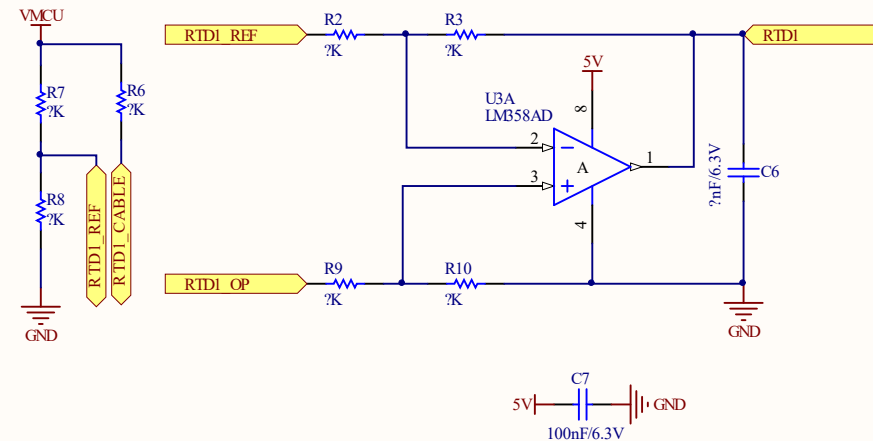 VMCU
R7
?K
R6
?K
R8
?K
RTD1_REF
RTD1_CABLE
GND
RTD1_REF
R2
?K
R3
?K
RTD1
5V
U3A
LM358AD
8
2
3
A
1
4
?nF/6.3V
C6
RTD1_OP
R9
?K
R10
?K
GND
C7
5V
GND
100nF/6.3V